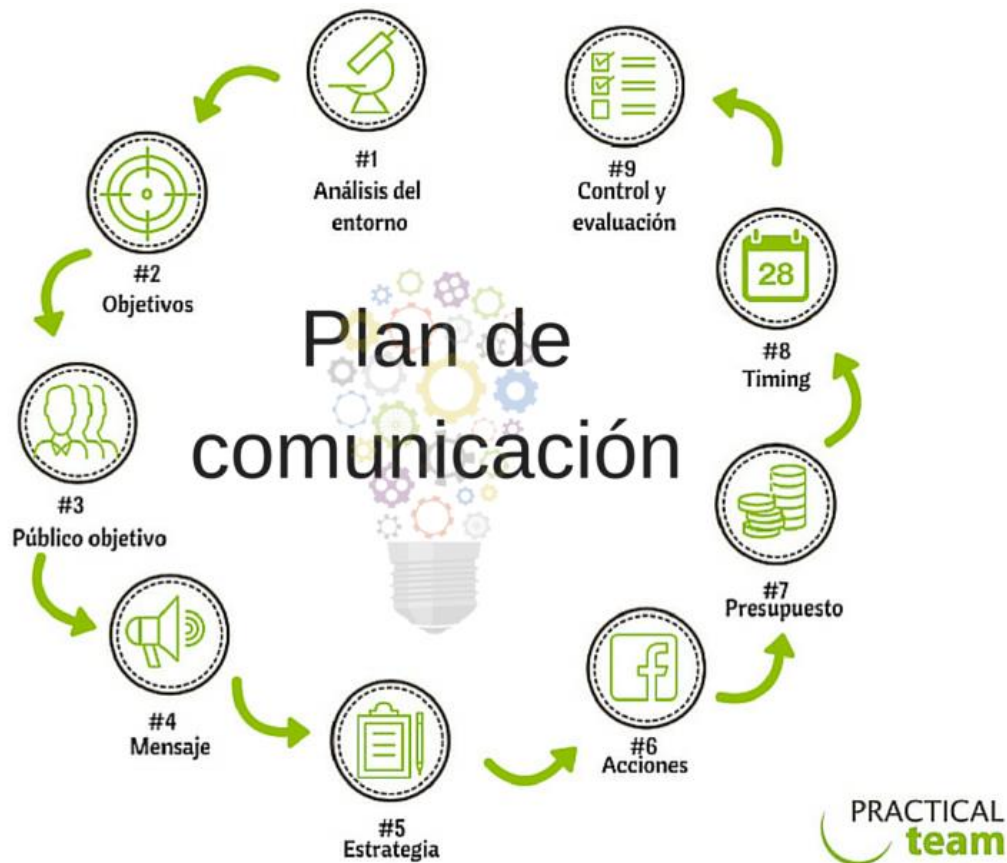 #1
Análisis del
entorno
#2
Objetivos
#3
Público objetivo
#4
Mensaje
#5
Estrategia
#6
Acciones
#7
Presupuesto
28
#8
Timing
#9
Control y
evaluación
Plan de
comunicación
PRACTICAL
team